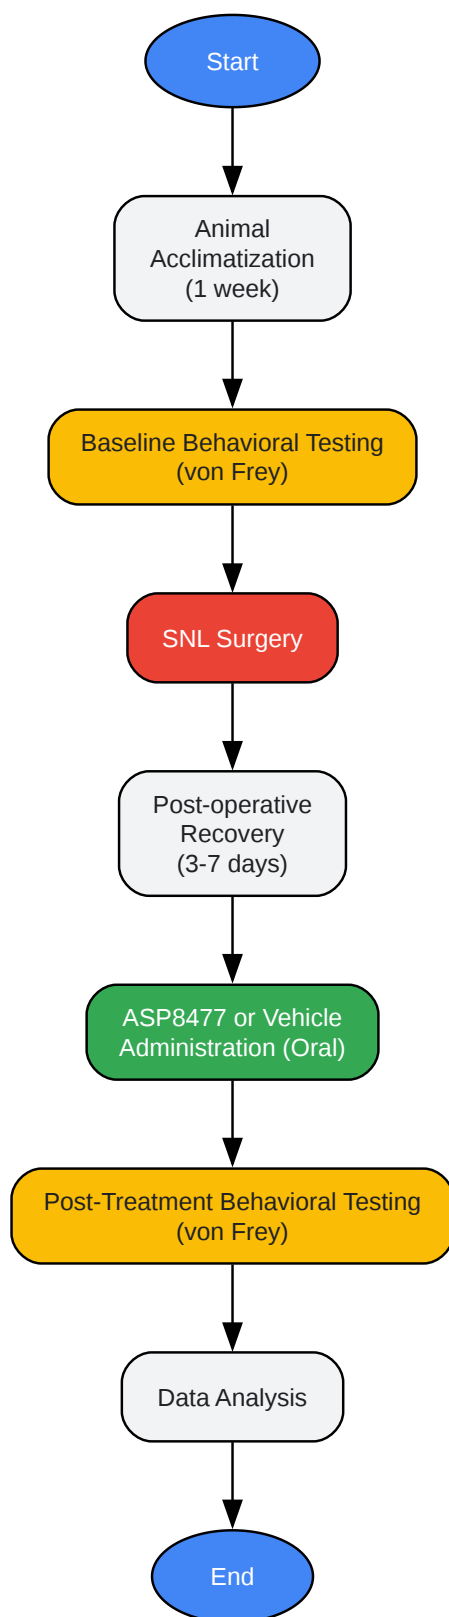 Start
Animal
Acclimatization
(1 week)
Baseline Behavioral Testing
(von Frey)
SNL Surgery
Post-operative
Recovery
(3-7 days)
ASP8477 or Vehicle
Administration (Oral)
Post-Treatment Behavioral Testing
(von Frey)
Data Analysis
End